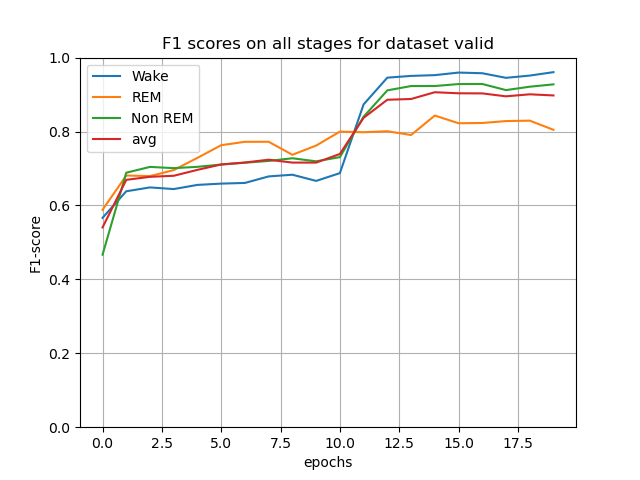 F1 scores on all stages for dataset valid
Wake
REM
Non REM
avg
F1-score
1.0
0.8
0.6
0.4
0.2
0.0
0.0 2.5 5.0 7.5 10.0 12.5 15.0 17.5
epochs